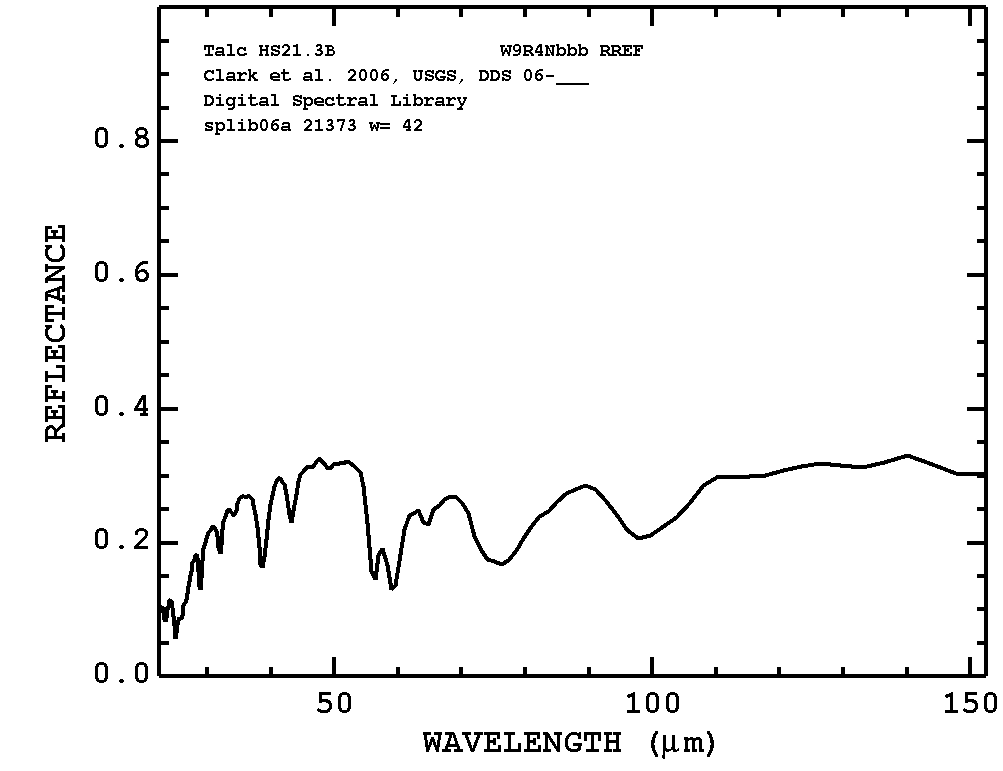 Talc HS21.3B W9R4Nbbb RREF
Clark et al. 2006, USGS, DDS 06-___
Digital Spectral Library
splib06a 21373 w= 42
REFLECTANCE
0.8
0.6
0.4
0.2
0.0
50 100 150
WAVELENGTH (μm)